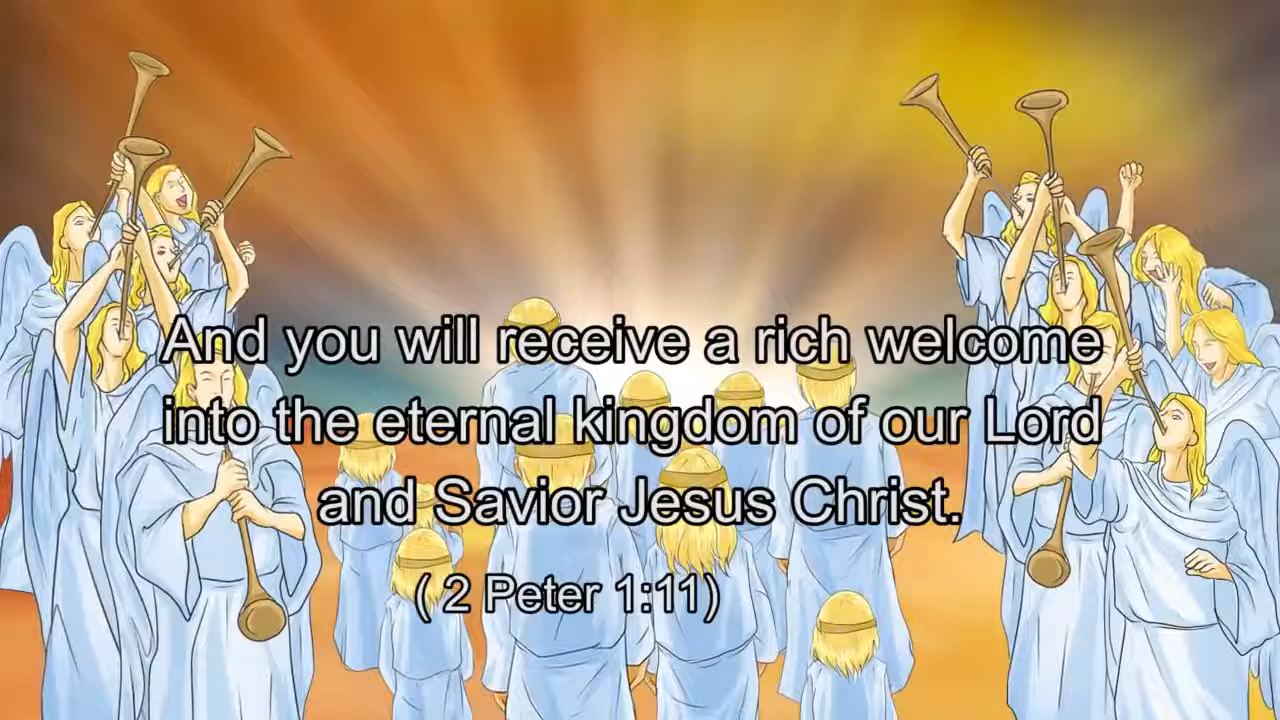 And you will receive a rich welcome
into the eternal kingdom of our Lord
and Savior Jesus Christ.
( 2 Peter 1:11)